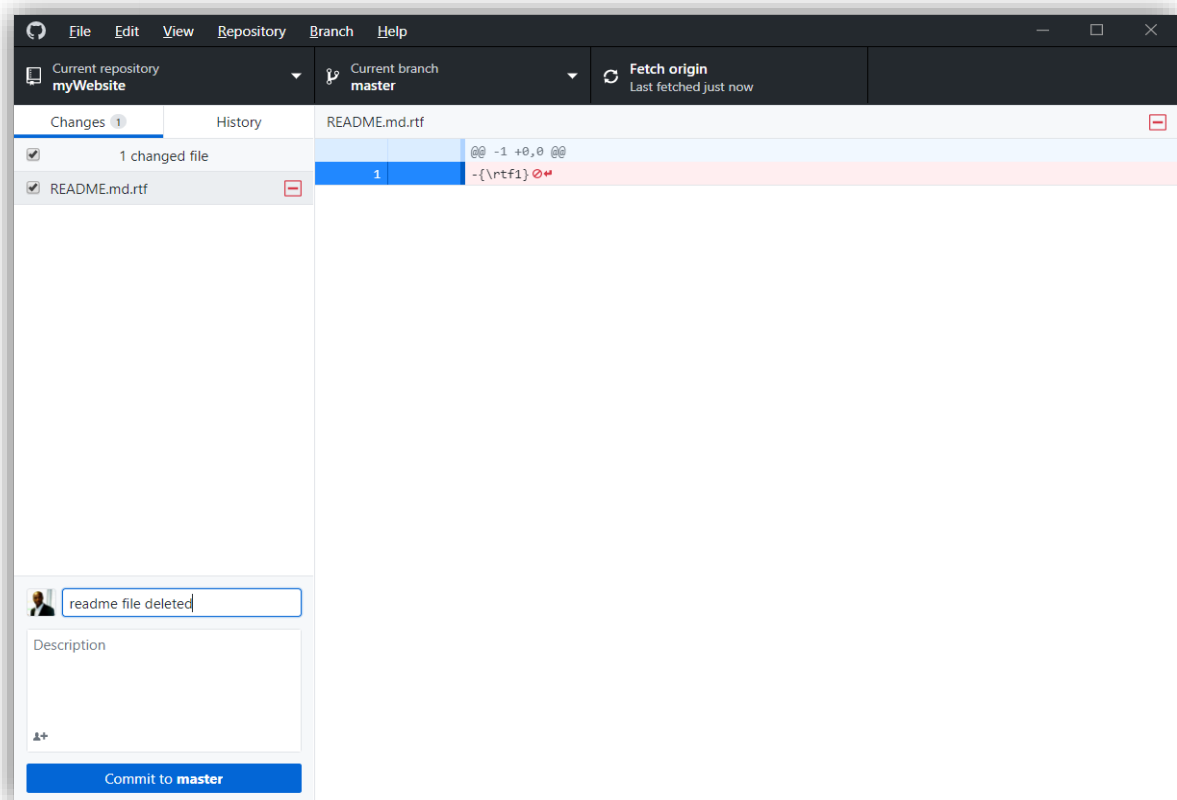 File Edit View Repository Branch Help
Current repository
myWebsite
Current branch
master
Fetch origin
Last fetched just now
Changes 1 History
README.md.rtf
1 changed file
@@ -1 +0,0 @@
README.md.rtf
1 -{\rtf1}
readme file deleted
Description
Commit to master